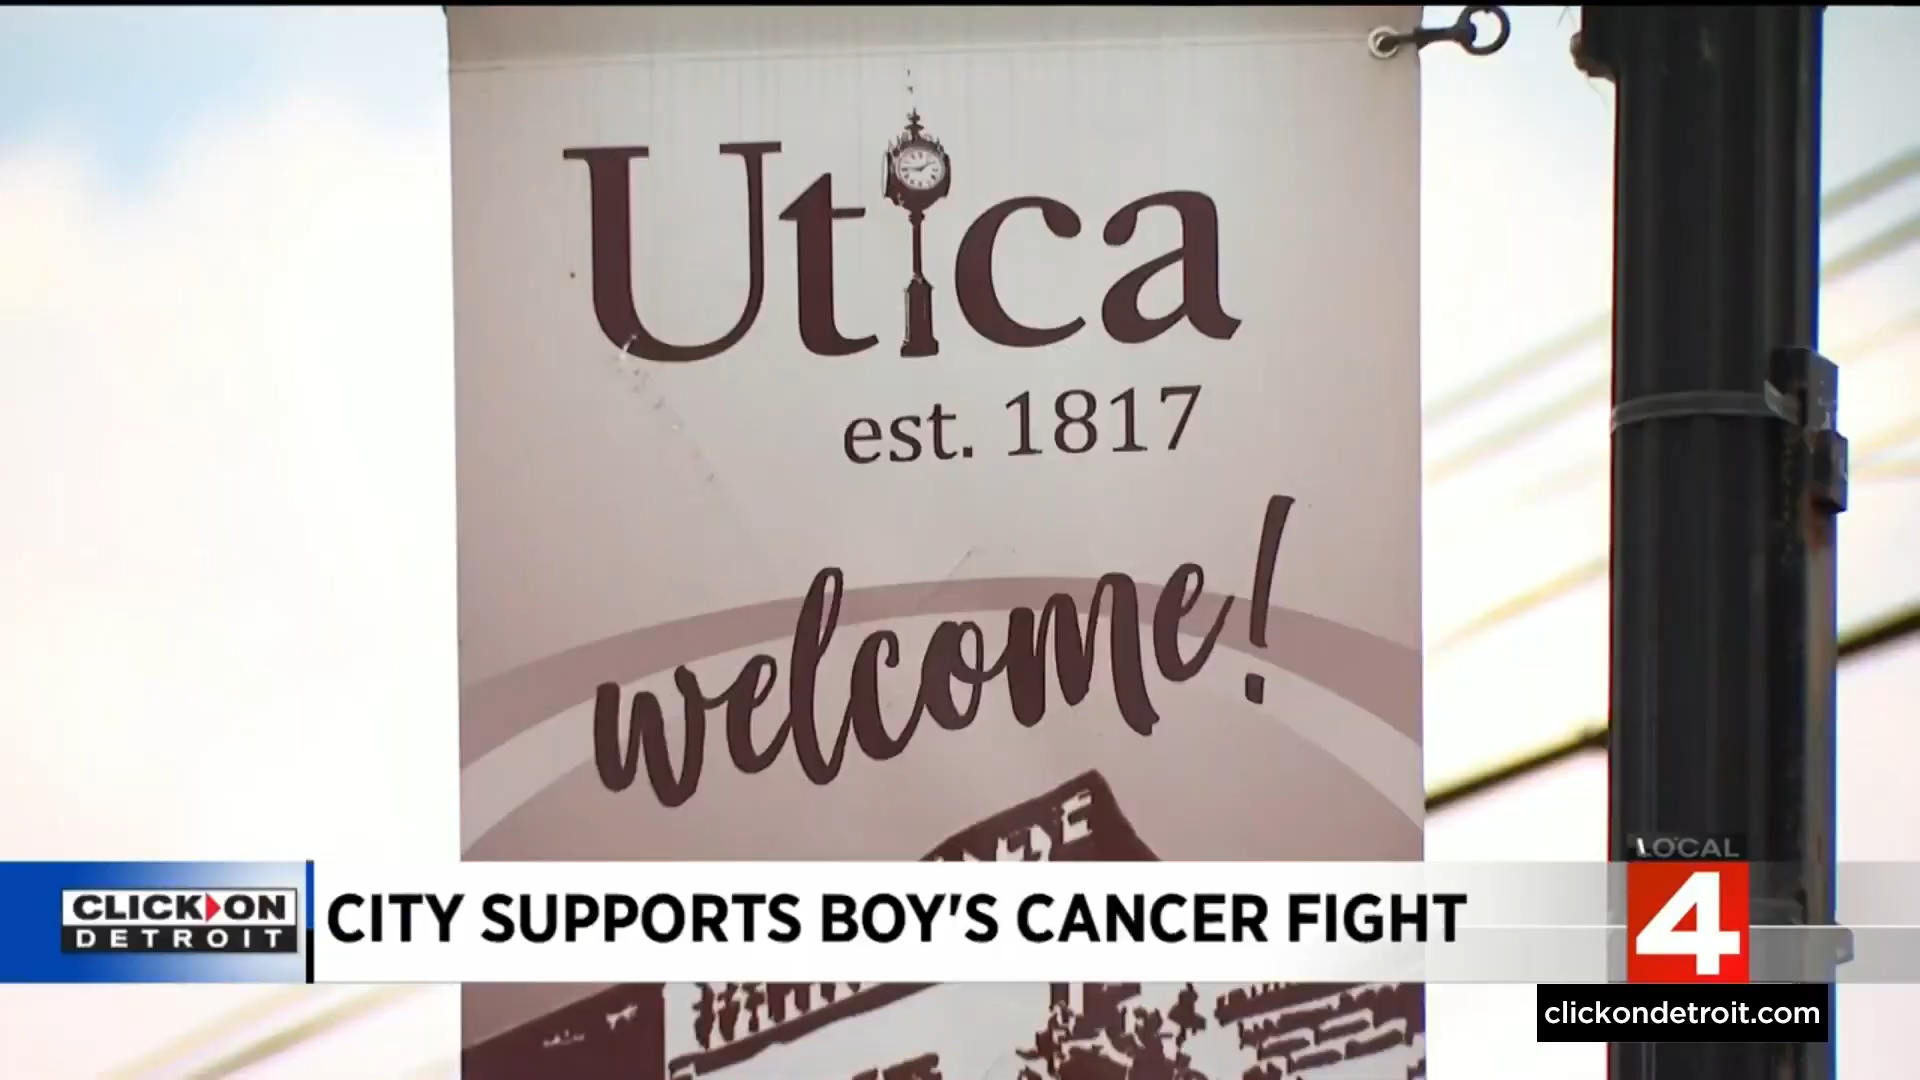 Utica
est. 1817
welcome!
LOCAL
4
CLICK ON
DETROIT
CITY SUPPORTS BOY'S CANCER FIGHT
clickondetroit.com